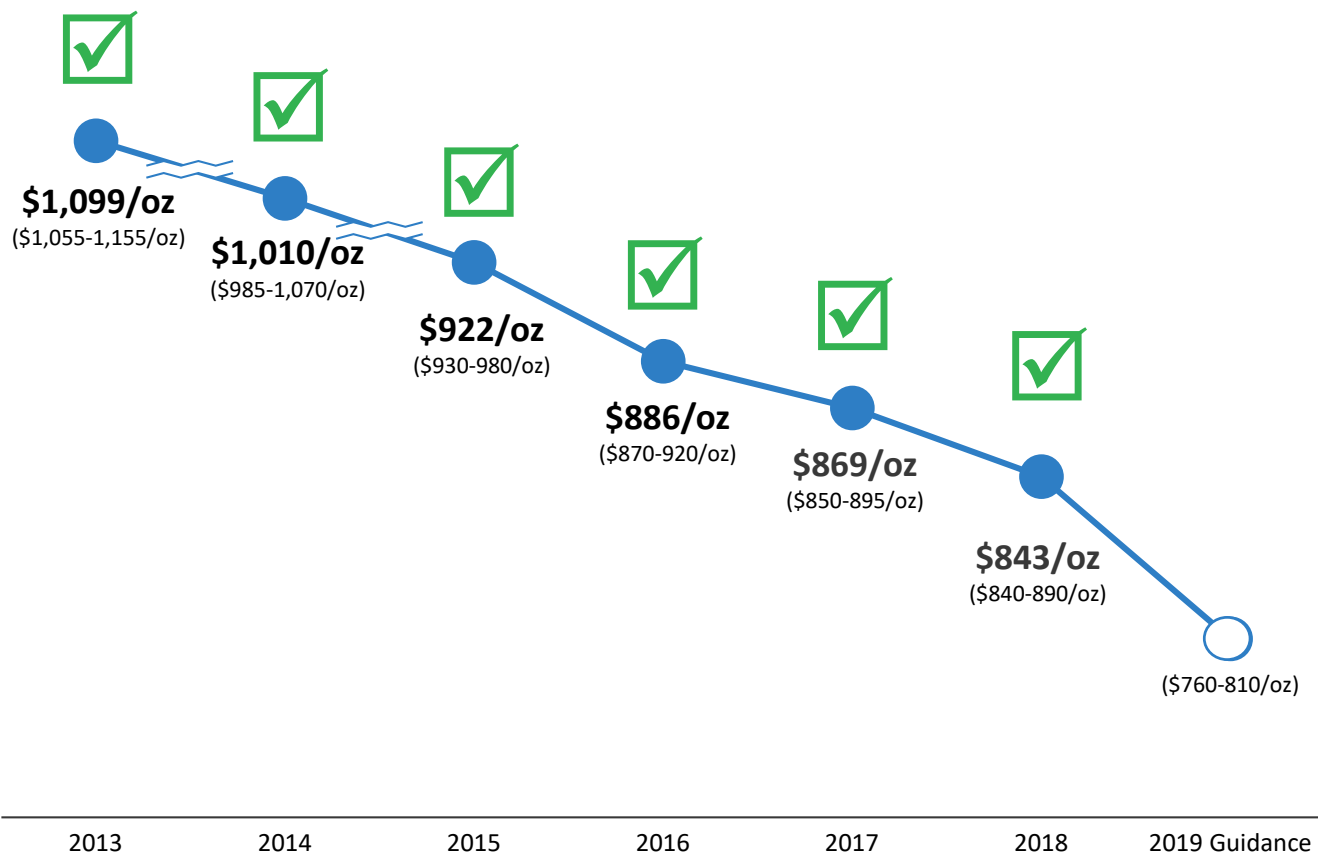 $1,099/oz
($1,055-1,155/oz)
$1,010/oz
($985-1,070/oz)
$922/oz
($930-980/oz)
$886/oz
($870-920/oz)
$869/oz
($850-895/oz)
$843/oz
($840-890/oz)
($760-810/oz)
2013 2014 2015 2016 2017 2018 2019 Guidance